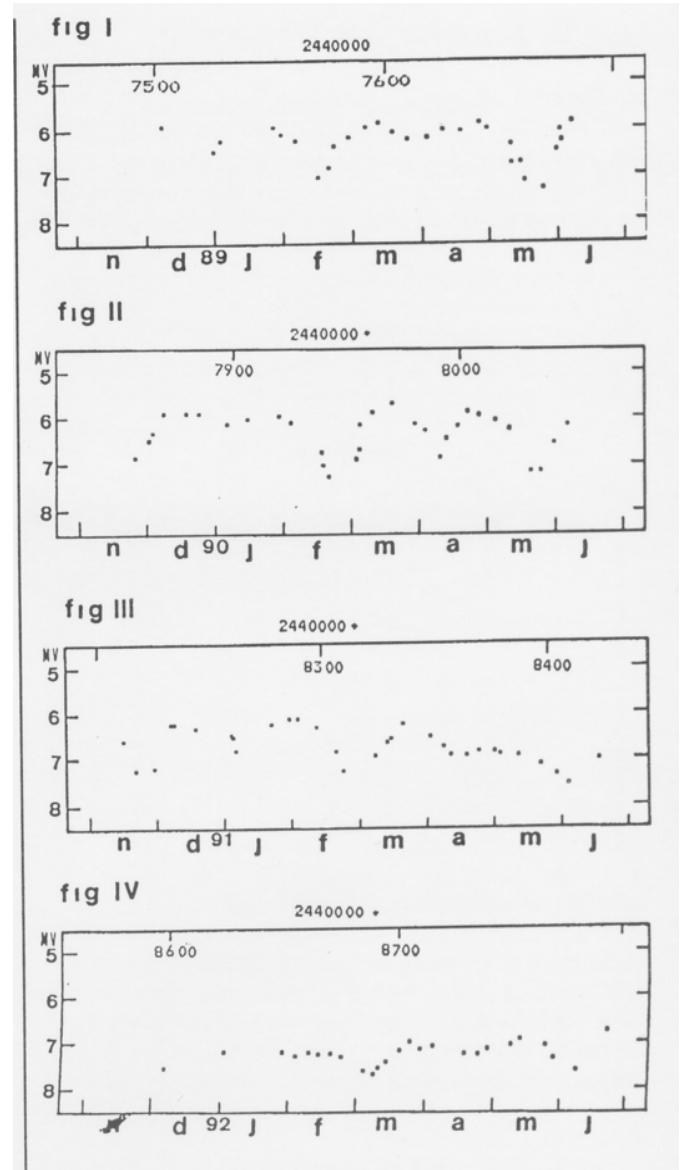 fig I
2440000
MV
7500 7600
5
6
7
8
n d 89 J f m a m J
fig II
2440000 •
MV
7900 8000
5
6
7
8
n d 90 J f m a m J
fig III
2440000 •
MV
8300 8400
5
6
7
8
n d 91 J f m a m J
fig IV
2440000 •
MV
8600 8700
5
6
7
8
d 92 J f m a m J